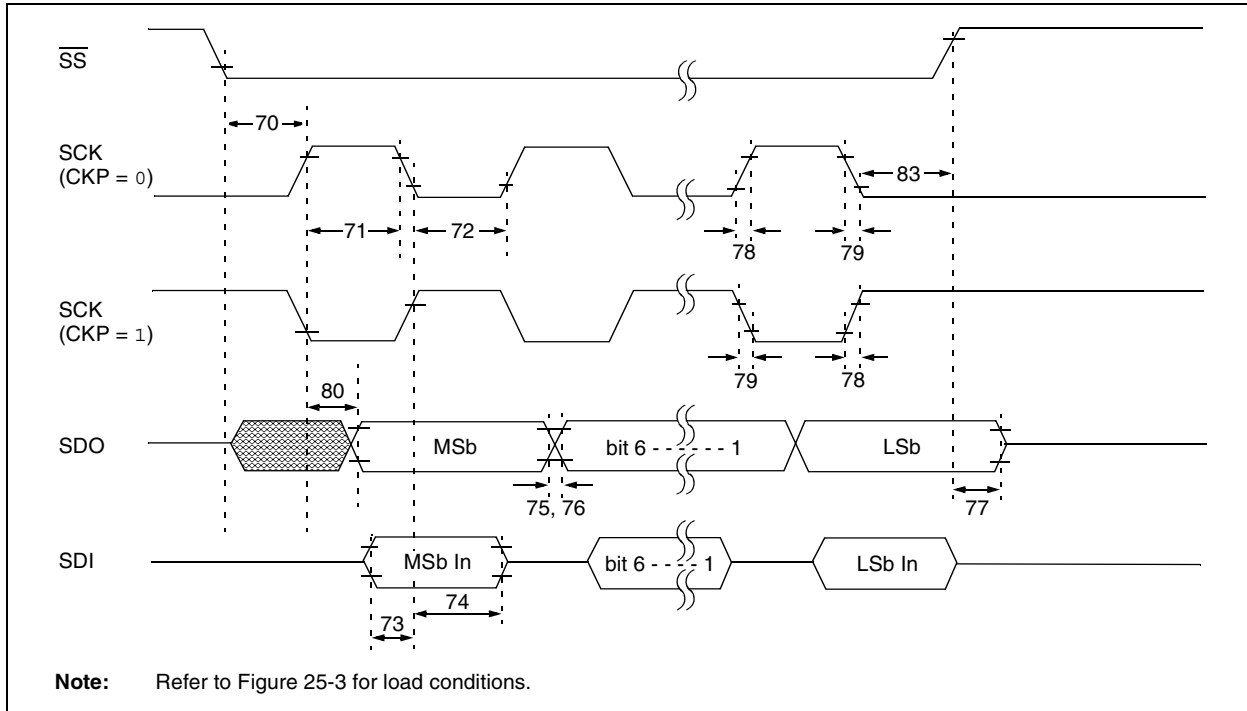 SS
70
SCK
(CKP = 0)
83
71
72
78
79
SCK
(CKP = 1)
79
78
80
SDO
MSb
bit 6 - - - - - - 1
LSb
75, 76
77
SDI
MSb In
bit 6 - - - - 1
LSb In
74
73
Note: Refer to Figure 25-3 for load conditions.